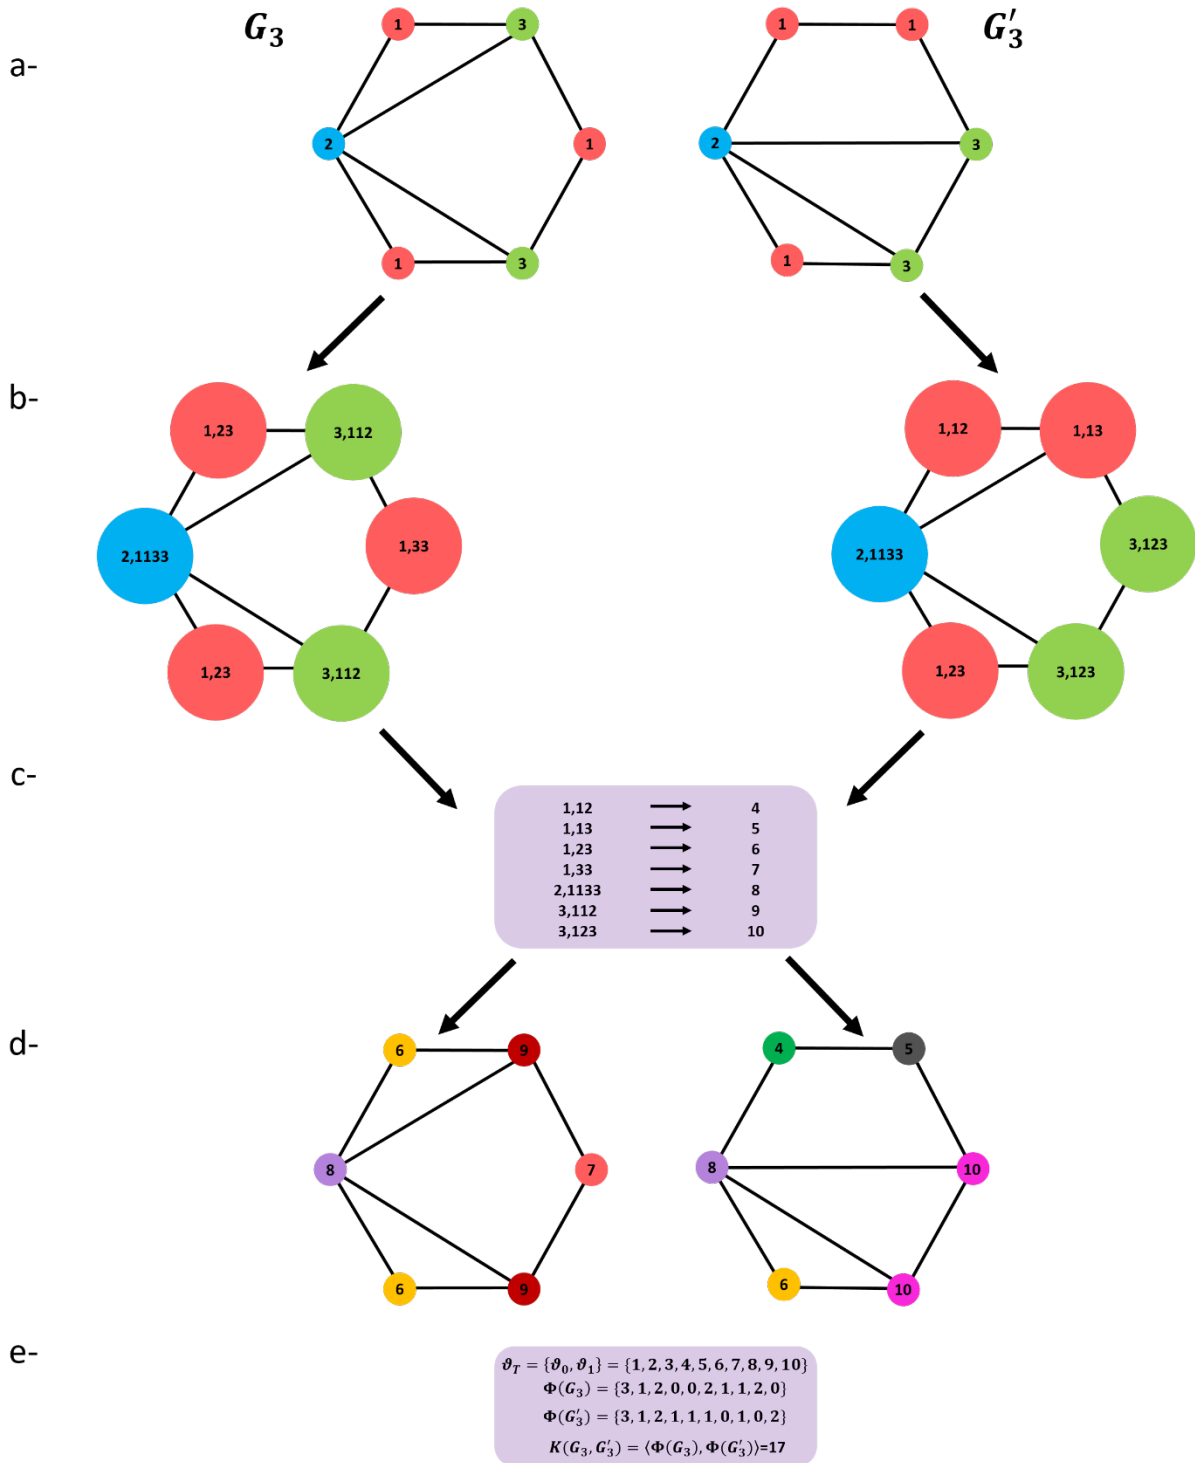 G₃ G′₃
a-
1 3 1 1
2 1 2 3
1 3 1 3
b-
1,23 3,112 1,12 1,13
2,1133 1,33 2,1133 3,123
1,23 3,112 1,23 3,123
c-
1,12 → 4
1,13 → 5
1,23 → 6
1,33 → 7
2,1133 → 8
3,112 → 9
3,123 → 10
d-
6 9 4 5
8 7 8 10
6 9 6 10
e-
ϑ_T = {ϑ₀, ϑ₁} = {1, 2, 3, 4, 5, 6, 7, 8, 9, 10}
Φ(G₃) = {3, 1, 2, 0, 0, 2, 1, 1, 2, 0}
Φ(G′₃) = {3, 1, 2, 1, 1, 1, 0, 1, 0, 2}
K(G₃, G′₃) = ⟨Φ(G₃), Φ(G′₃)⟩=17